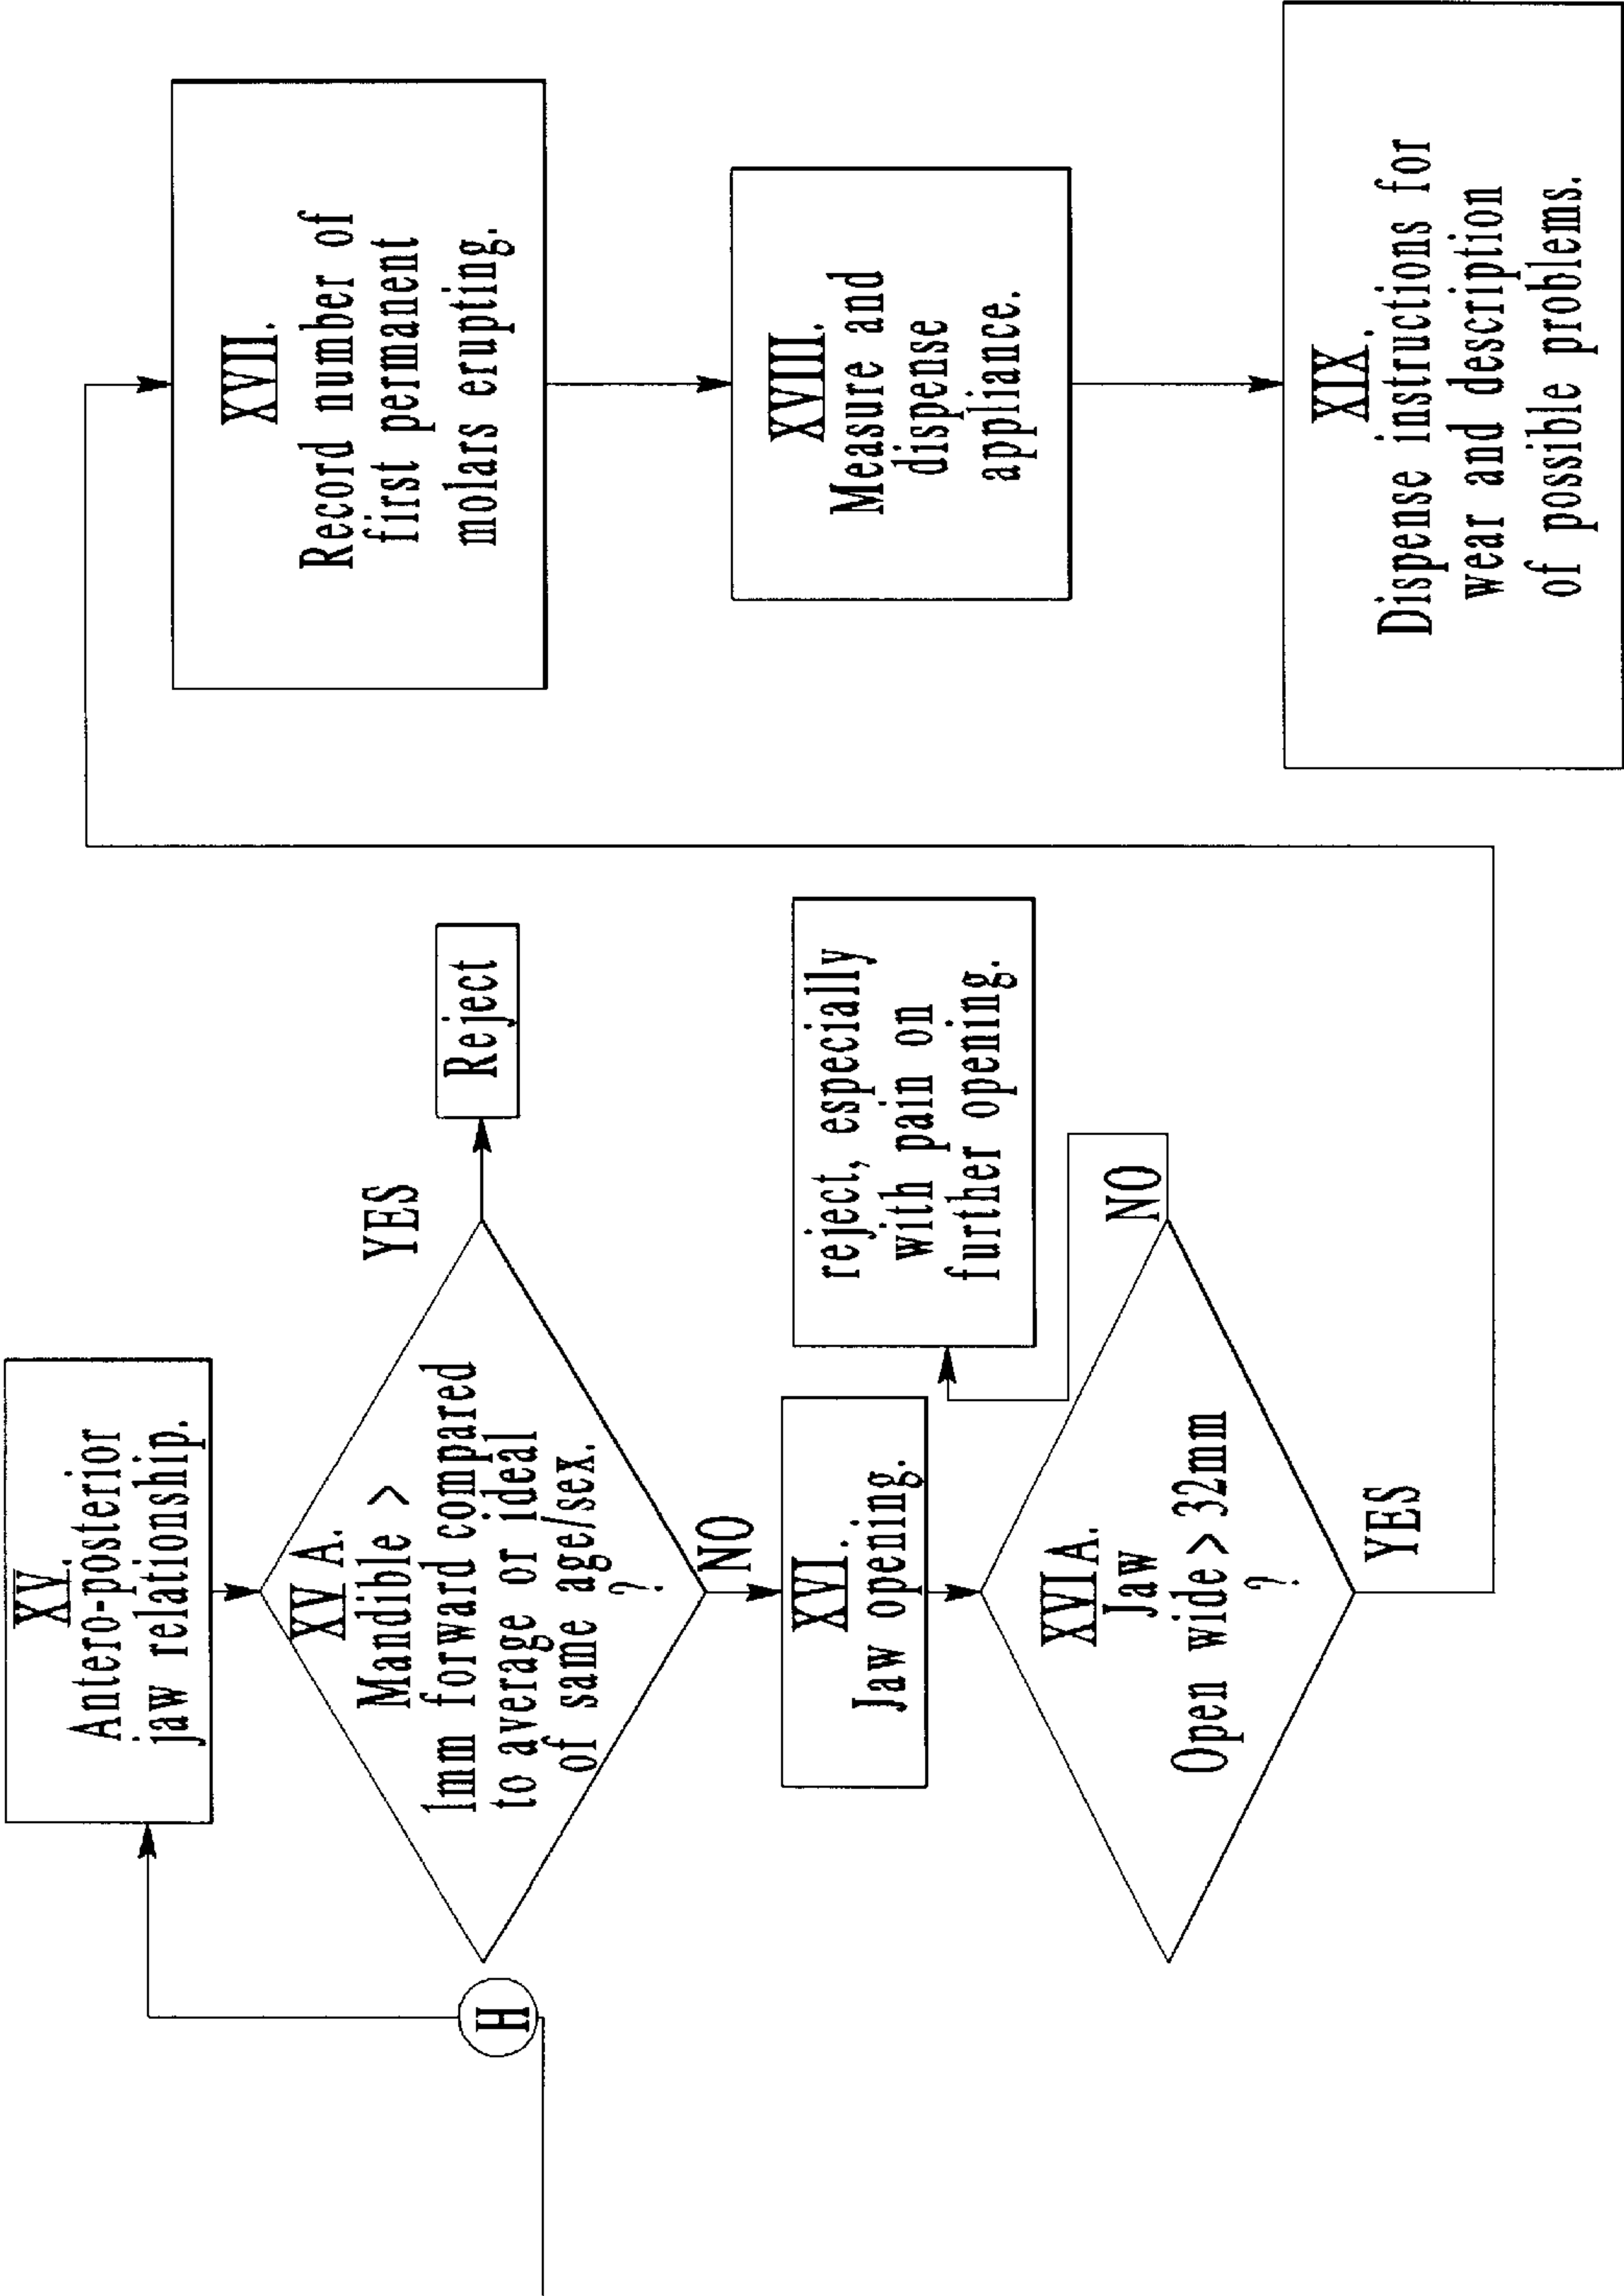 XV.
Antero-posterior
jaw relationship.
H
XV A.
Mandible >
1mm forward compared
to average or ideal
of same age/sex.
?
YES
Reject
NO
XVI.
Jaw opening.
XVI A.
Jaw
Open wide > 32mm
?
NO
reject, especially
with pain on
further opening.
YES
XVII.
Record number of
first permanent
molars erupting.
XVIII.
Measure and
dispense
appliance.
XIX.
Dispense instructions for
wear and description
of possible problems.